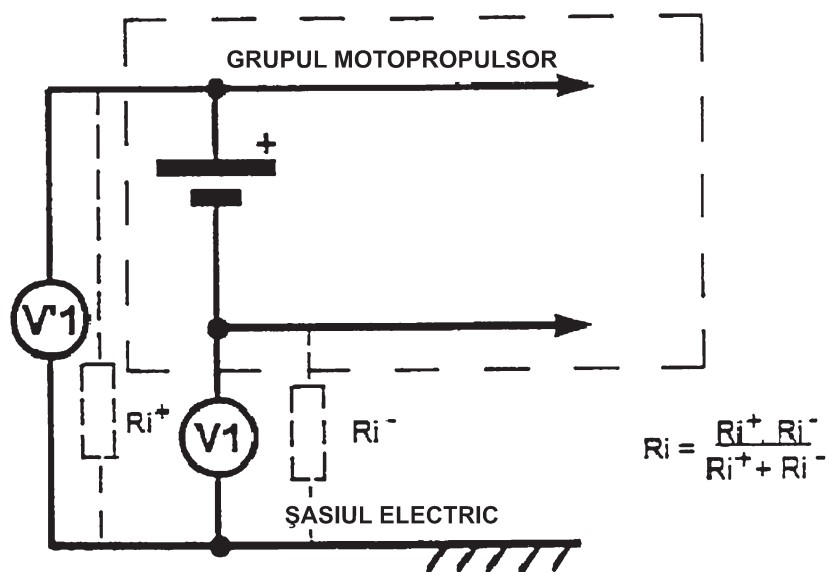 GRUPUL MOTOPROPULSOR
+
V'1
Ri+
V1
Ri-
Ri = Ri+ . Ri- / Ri+ + Ri-
ŞASIUL ELECTRIC